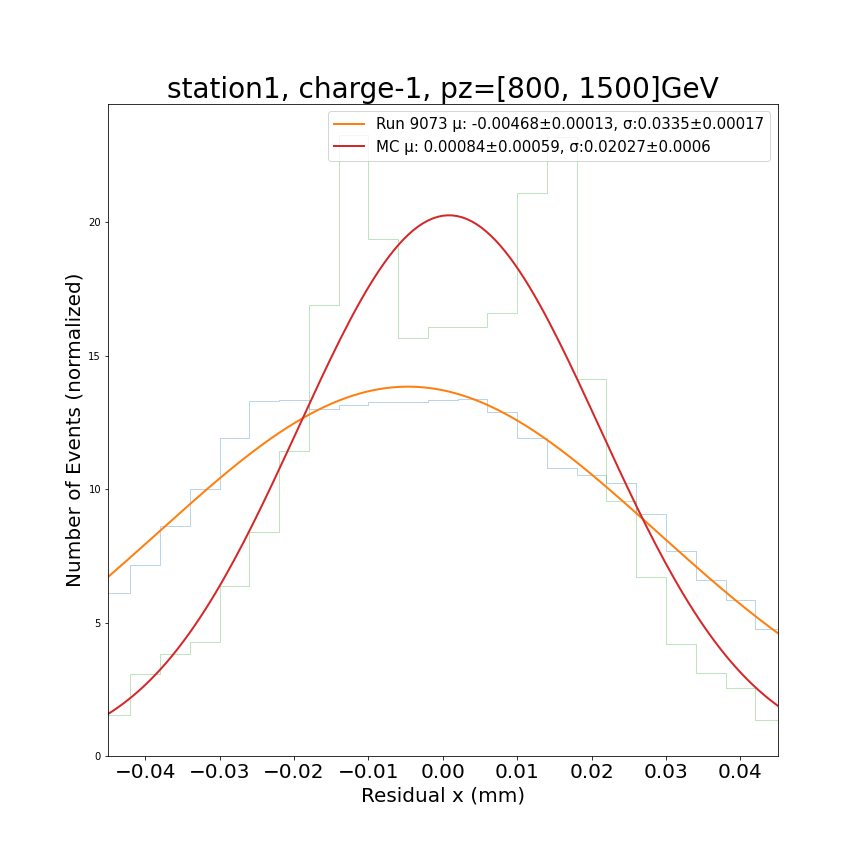 station1, charge-1, pz=[800, 1500]GeV
Run 9073 μ: -0.00468±0.00013, σ:0.0335±0.00017
MC μ: 0.00084±0.00059, σ:0.02027±0.0006
Number of Events (normalized)
20
15
10
5
0
−0.04 −0.03 −0.02 −0.01 0.00 0.01 0.02 0.03 0.04
Residual x (mm)